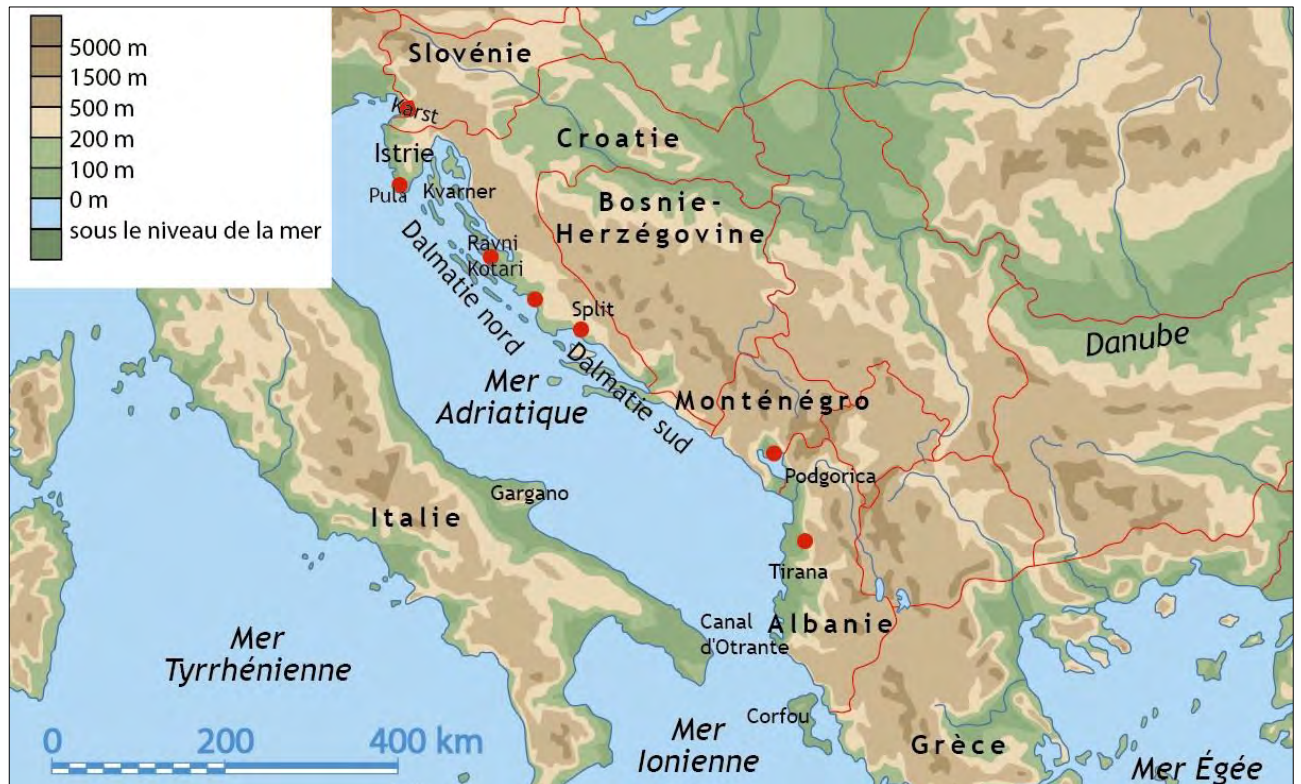 5000 m
1500 m
500 m
200 m
100 m
0 m
sous le niveau de la mer
Slovénie
Karst
Croatie
Istrie
Pula
Kvarner
Bosnie-
Herzégovine
Ravni
Kotari
Dalmatie nord
Split
Danube
Dalmatie sud
Mer
Adriatique
Monténégro
Podgorica
Gargano
Italie
Tirana
Canal
d'Otrante
Albanie
Mer
Tyrrhénienne
Corfou
Mer
Ionienne
Grèce
Mer Égée
0 200 400 km